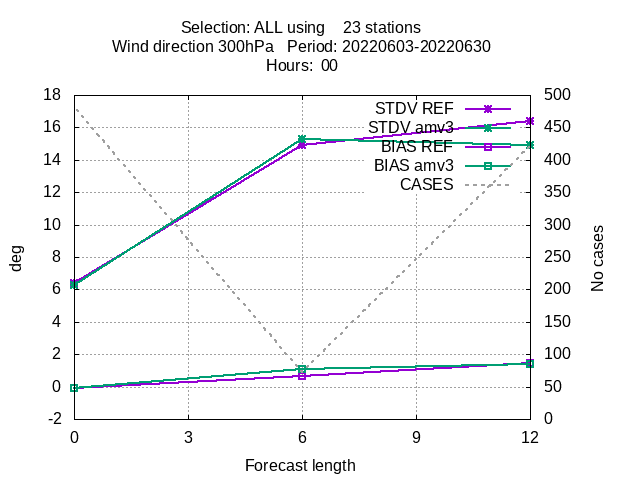 Selection: ALL using    23 stations
Wind direction 300hPa   Period: 20220603-20220630
Hours:  00
18
16
14
12
10
8
6
4
2
0
-2
deg
STDV REF
STDV amv3
BIAS REF
BIAS amv3
CASES
500
450
400
350
300
250
200
150
100
50
0
No cases
0 3 6 9 12
Forecast length